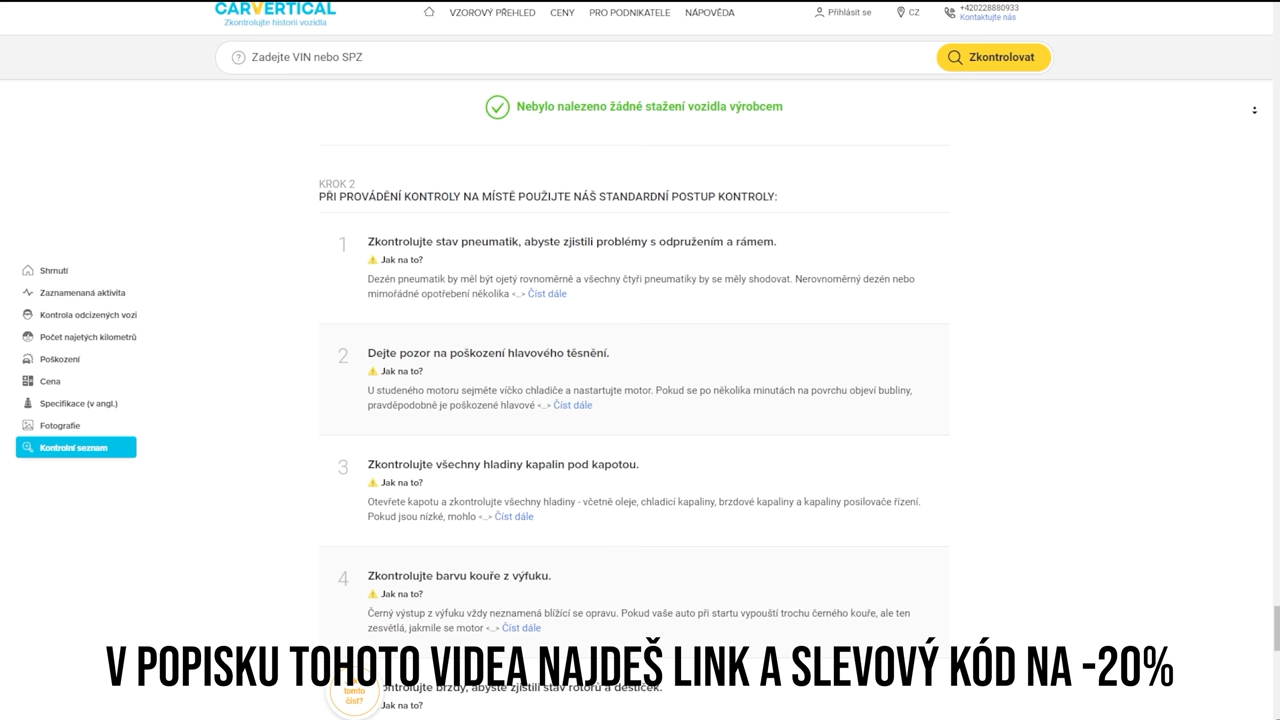 CARVERTICAL
Zkontrolujte historii vozidla
VZOROVÝ PŘEHLED CENY PRO PODNIKATELE NÁPOVĚDA
Přihlásit se
CZ
+420228880933
Kontaktujte nás
Zadejte VIN nebo SPZ
Zkontrolovat
Nebylo nalezeno žádné stažení vozidla výrobcem
KROK 2
PŘI PROVÁDĚNÍ KONTROLY NA MÍSTĚ POUŽIJTE NÁŠ STANDARDNÍ POSTUP KONTROLY:
Shrnutí
Zaznamenaná aktivita
Kontrola odcizených vozi
Počet najetých kilometrů
Poškození
Cena
Specifikace (v angl.)
Fotografie
Kontrolní seznam
1 Zkontrolujte stav pneumatik, abyste zjistili problémy s odpružením a rámem.
Jak na to?
Dezén pneumatik by měl být ojetý rovnoměrně a všechny čtyři pneumatiky by se měly shodovat. Nerovnoměrný dezén nebo
mimořádné opotřebení několika <...> Číst dále
2 Dejte pozor na poškození hlavového těsnění.
Jak na to?
U studeného motoru sejměte víčko chladiče a nastartujte motor. Pokud se po několika minutách na povrchu objeví bubliny,
pravděpodobně je poškozené hlavové <...> Číst dále
3 Zkontrolujte všechny hladiny kapalin pod kapotou.
Jak na to?
Otevřete kapotu a zkontrolujte všechny hladiny - včetně oleje, chladicí kapaliny, brzdové kapaliny a kapaliny posilovače řízení.
Pokud jsou nízké, mohlo <...> Číst dále
4 Zkontrolujte barvu kouře z výfuku.
Jak na to?
Černý výstup z výfuku vždy neznamená blížící se opravu. Pokud vaše auto při startu vypouští trochu černého kouře, ale ten
zesvětlá, jakmile se motor <...> Číst dále
V POPISKU TOHOTO VIDEA NAJDEŠ LINK A SLEVOVÝ KÓD NA -20%
brzdy, abyste zjistili stav rotorů a destiček.
tomto
číst?
Jak na to?